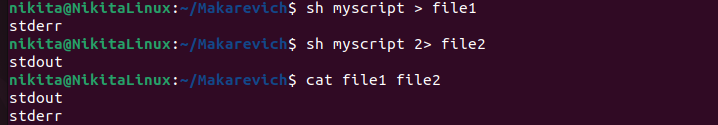 nikita@NikitaLinux:~/Makarevich$ sh myscript > file1
stderr
nikita@NikitaLinux:~/Makarevich$ sh myscript 2> file2
stdout
nikita@NikitaLinux:~/Makarevich$ cat file1 file2
stdout
stderr